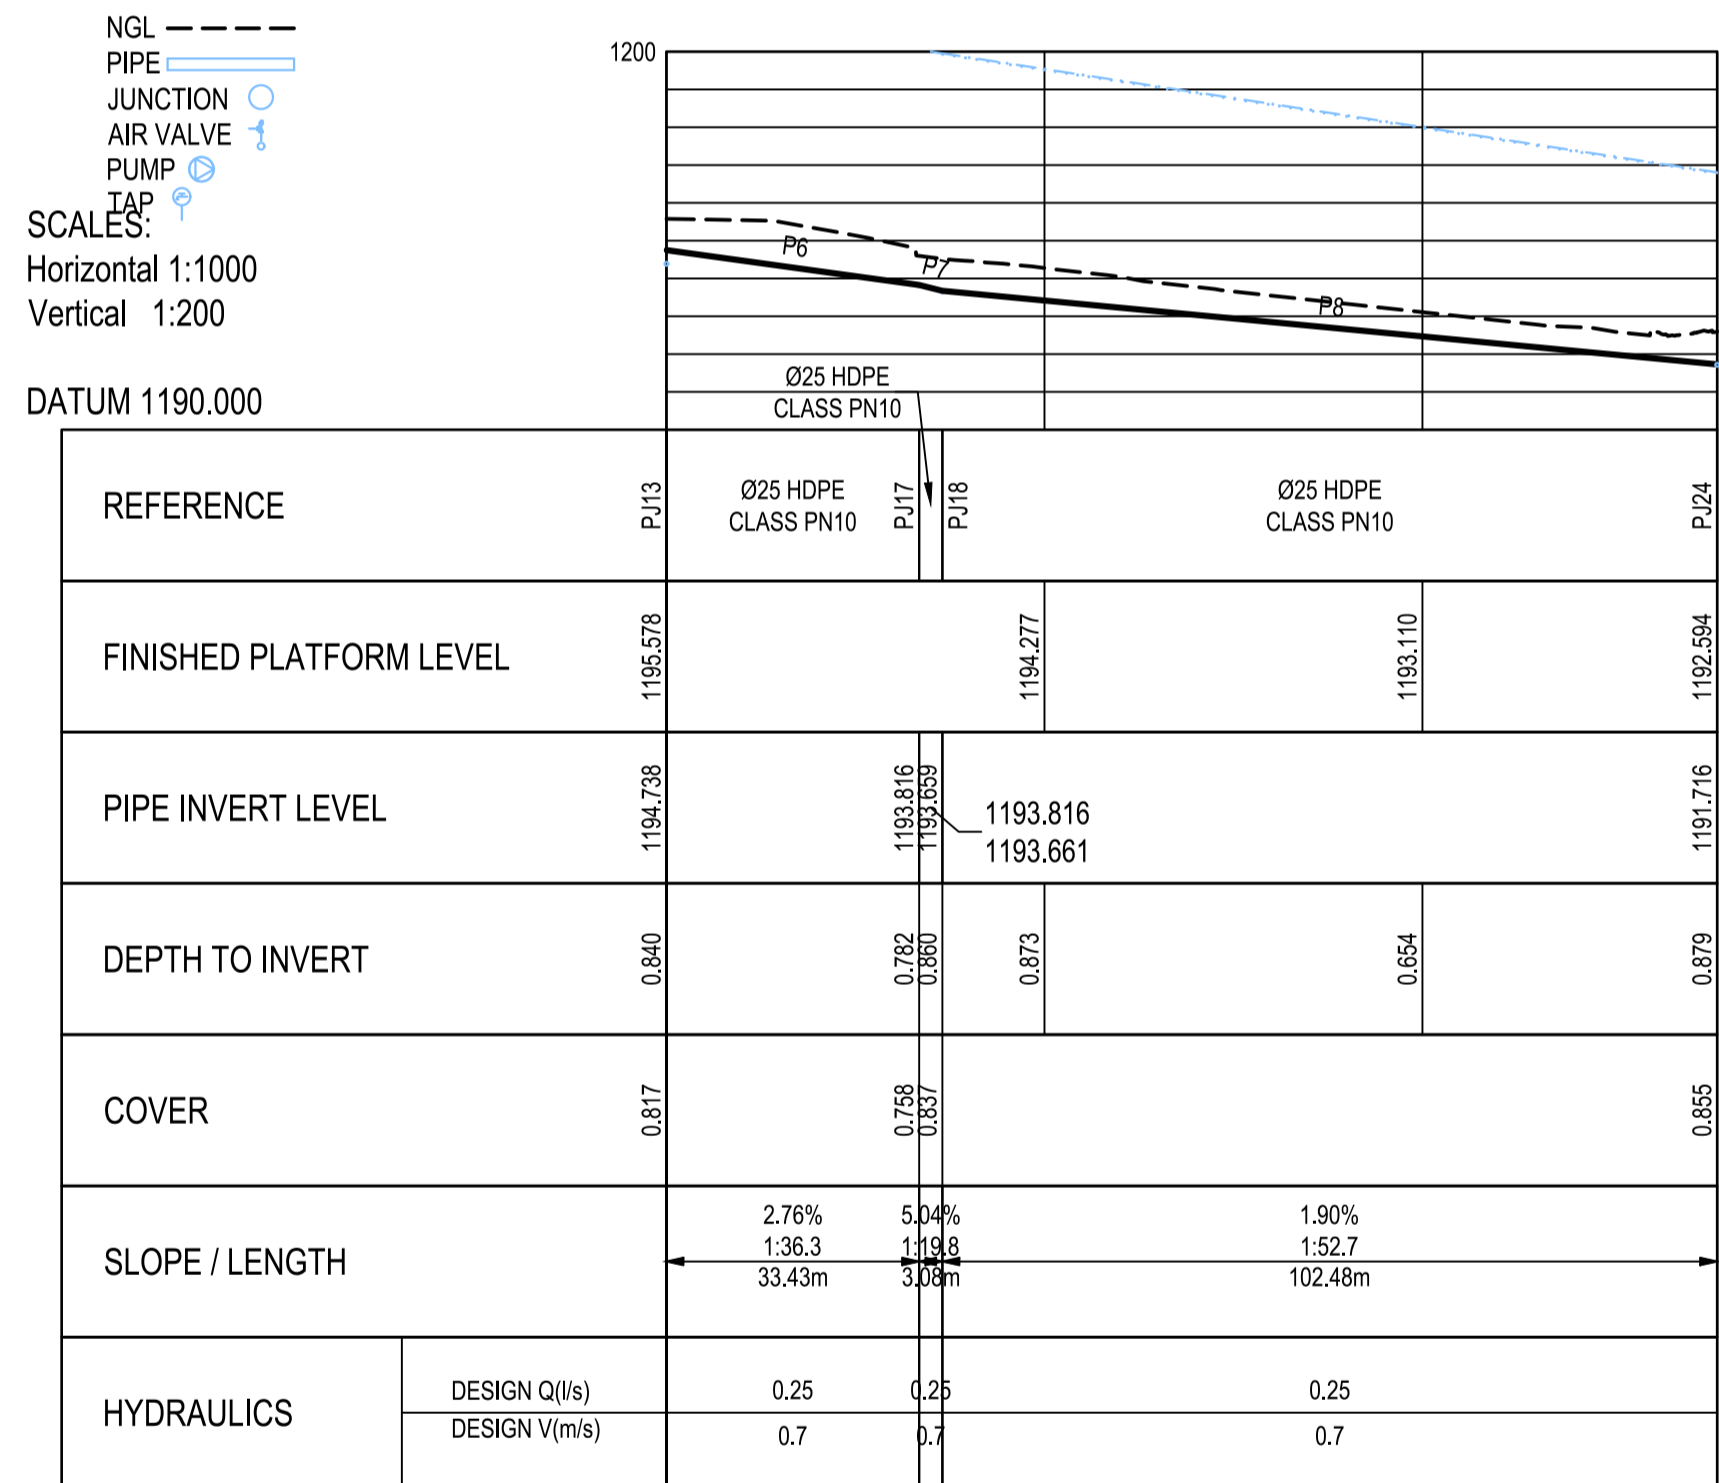 NGL
PIPE
JUNCTION
AIR VALVE
PUMP
TAP
SCALES:
Horizontal 1:1000
Vertical 1:200
DATUM 1190.000
1200
P6
P7
P8
Ø25 HDPE
CLASS PN10
REFERENCE
PJ13
Ø25 HDPE
CLASS PN10
PJ17
PJ18
Ø25 HDPE
CLASS PN10
PJ24
FINISHED PLATFORM LEVEL
1195.578
1194.277
1193.110
1192.594
PIPE INVERT LEVEL
1194.738
1193.816
1193.659
1193.816
1193.661
1191.716
DEPTH TO INVERT
0.840
0.782
0.860
0.873
0.654
0.879
COVER
0.817
0.758
0.837
0.855
SLOPE / LENGTH
2.76%
1:36.3
33.43m
5.04%
1:19.8
3.08m
1.90%
1:52.7
102.48m
HYDRAULICS
DESIGN Q(l/s)
0.25
0.25
0.25
DESIGN V(m/s)
0.7
0.7
0.7